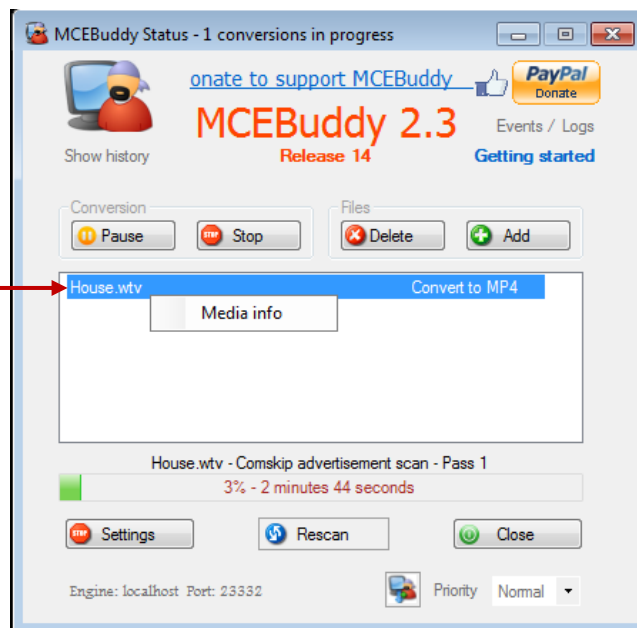 MCEBuddy Status - 1 conversions in progress
onate to support MCEBuddy
PayPal
Donate
MCEBuddy 2.3
Events / Logs
Show history
Release 14
Getting started
Conversion
Files
Pause
STOP
Stop
Delete
Add
House.wtv
Convert to MP4
Media info
House.wtv - Comskip advertisement scan - Pass 1
3% - 2 minutes 44 seconds
STOP
Settings
Rescan
Close
Engine: localhost Port: 23332
Priority
Normal